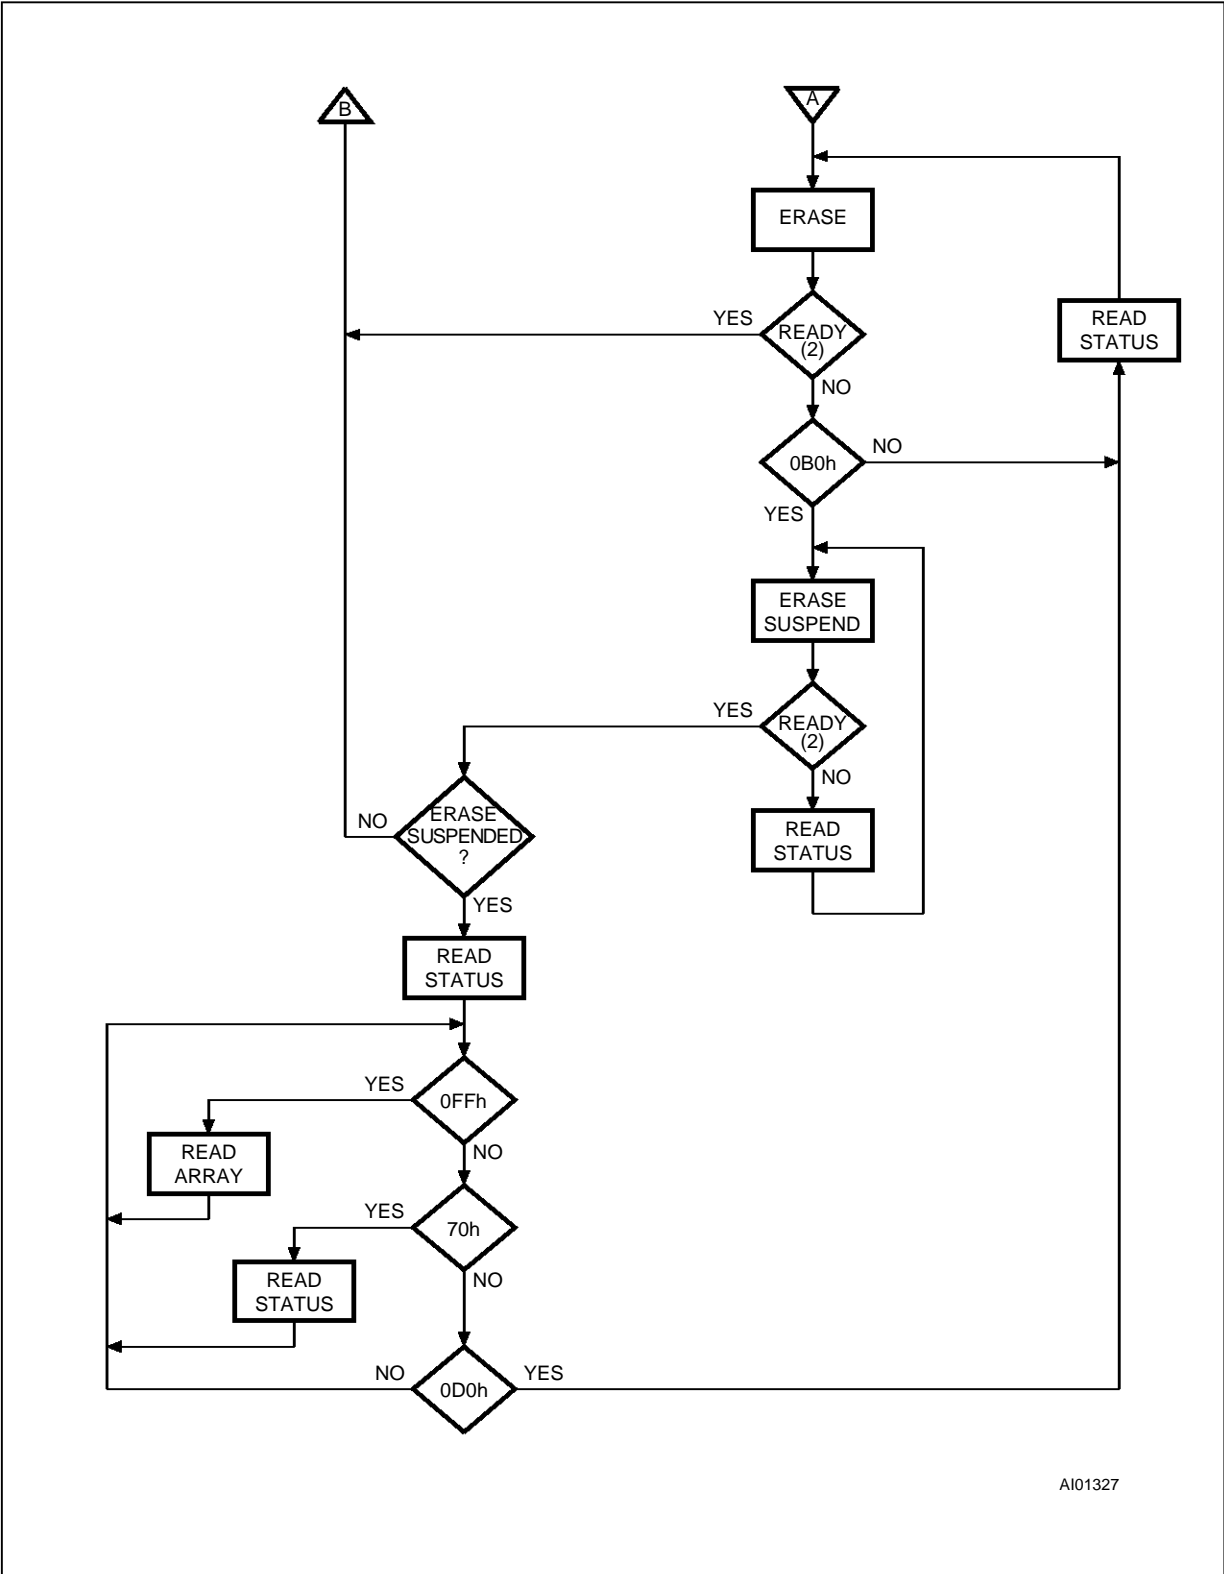 B
A
ERASE
YES
READY
(2)
READ
STATUS
NO
0B0h
NO
YES
ERASE
SUSPEND
YES
READY
(2)
NO
NO
ERASE
SUSPENDED
?
READ
STATUS
YES
READ
STATUS
YES
0FFh
READ
ARRAY
NO
YES
70h
READ
STATUS
NO
NO
0D0h
YES
AI01327